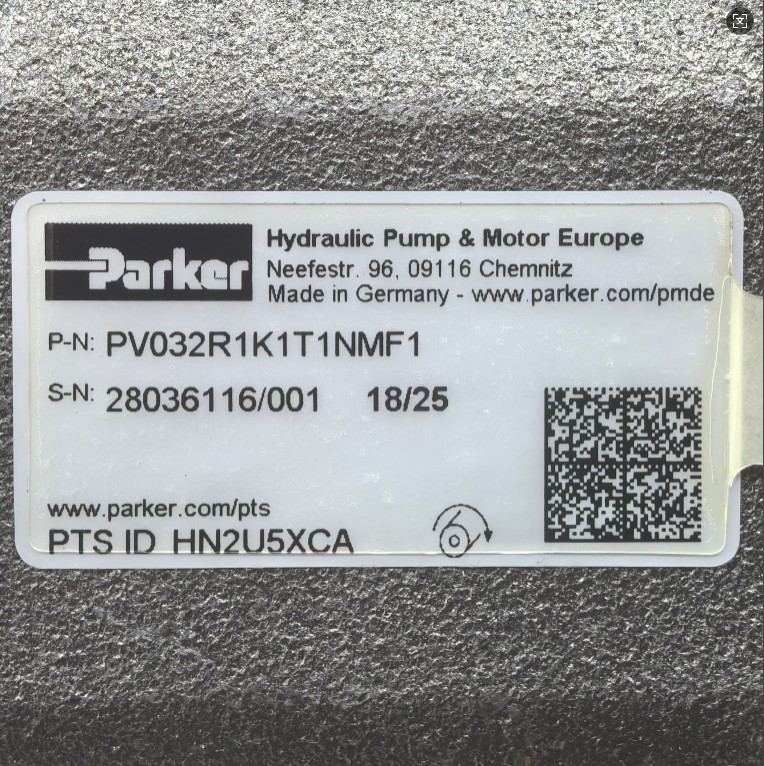 Parker
Hydraulic Pump & Motor Europe
Neefestr. 96, 09116 Chemnitz
Made in Germany - www.parker.com/pmde
P-N: PV032R1K1T1NMF1
S-N: 28036116/001 18/25
www.parker.com/pts
PTS ID HN2U5XCA